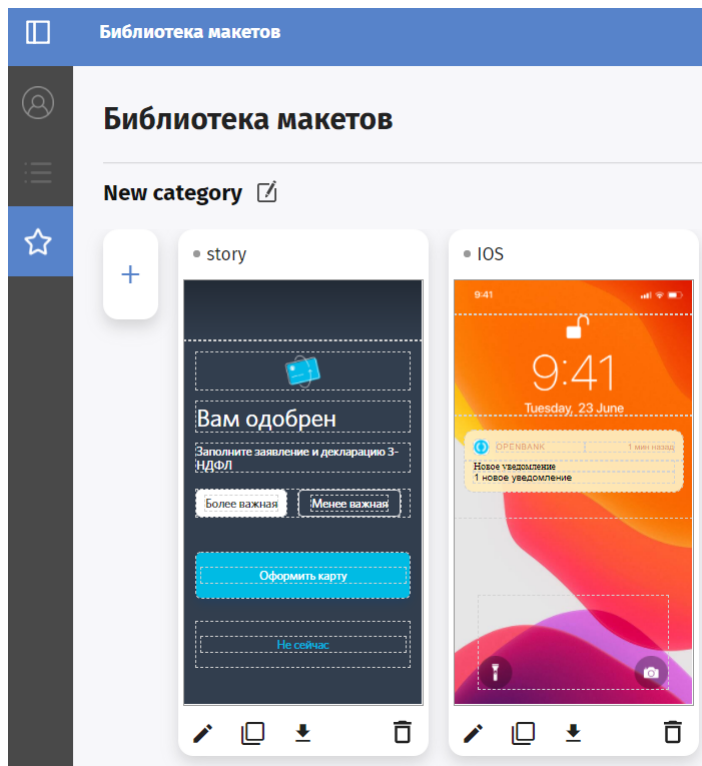 Библиотека макетов
Библиотека макетов
New category
story
Вам одобрен
Заполните заявление и декларацию 3-
НДФЛ
Более важная
Менее важная
Оформить карту
Не сейчас
IOS
9:41
9:41
Tuesday, 23 June
OPENBANK
1 мин назад
Новое уведомление
1 новое уведомление